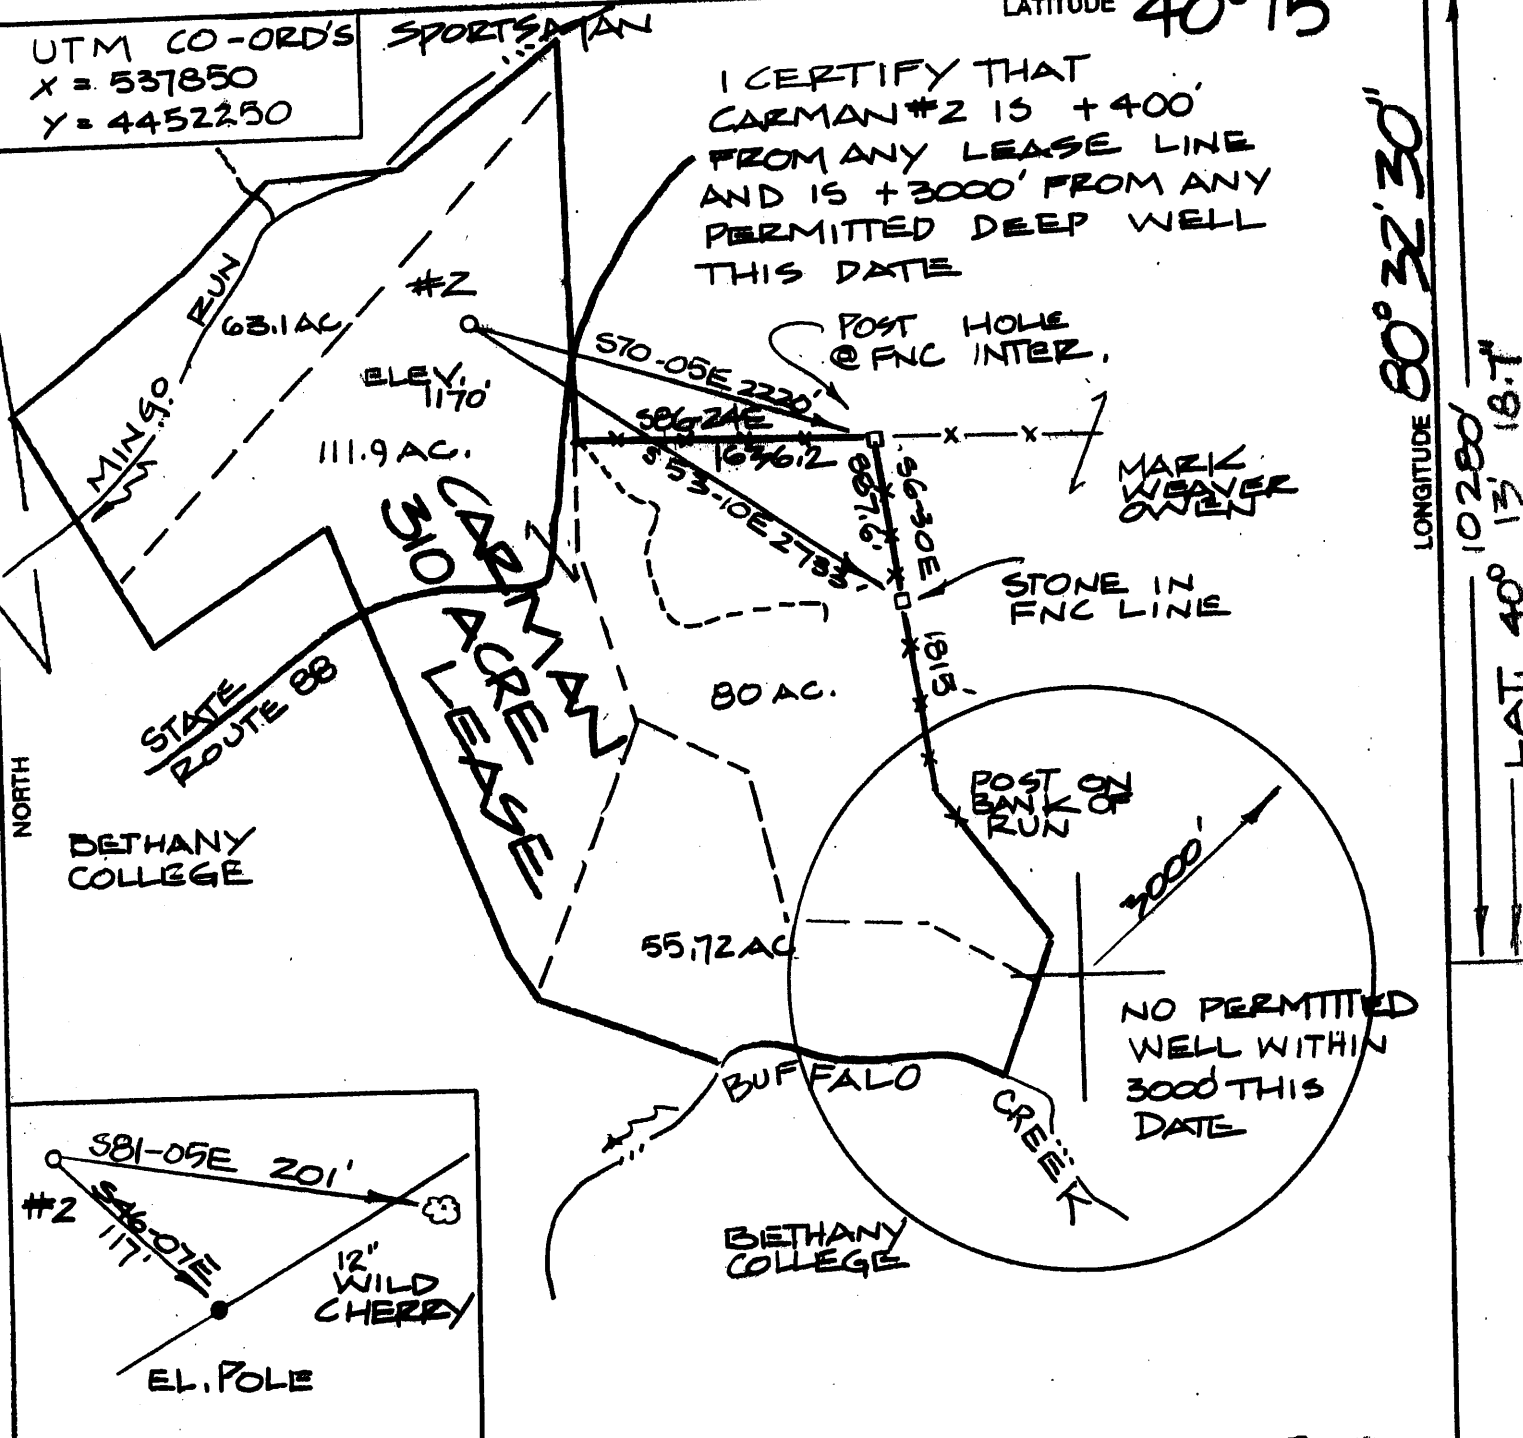 UTM CO-ORD'S
X = 537850
Y = 4452250
SPORTSMAN
LATITUDE 40° 15'
I CERTIFY THAT
CARMAN #2 IS +400'
FROM ANY LEASE LINE
AND IS +3000' FROM ANY
PERMITTED DEEP WELL
THIS DATE
LONGITUDE 80° 32' 30"
10280'
LAT. 40° 13' 18.7"
MINGO RUN
63.1 AC
#2
ELEV.
1170'
111.9 AC.
S70-05E 2220'
POST HOLE
@ FNC INTER.
S86-24E
1636.2
S53-10E 2733'
S6-30E
887.6'
MARK
WEAVER
OWEN
STONE IN
FNC LINE
1815'
CARMAN
310 ACRE
LEASE
STATE
ROUTE 88
80 AC.
NORTH
BETHANY
COLLEGE
POST ON
BANK OF
RUN
3000'
55.72 AC
NO PERMITTED
WELL WITHIN
3000' THIS
DATE
BUFFALO
CREEK
BETHANY
COLLEGE
S81-05E 201'
#2
S46-07E
117'
12"
WILD
CHERRY
EL. POLE